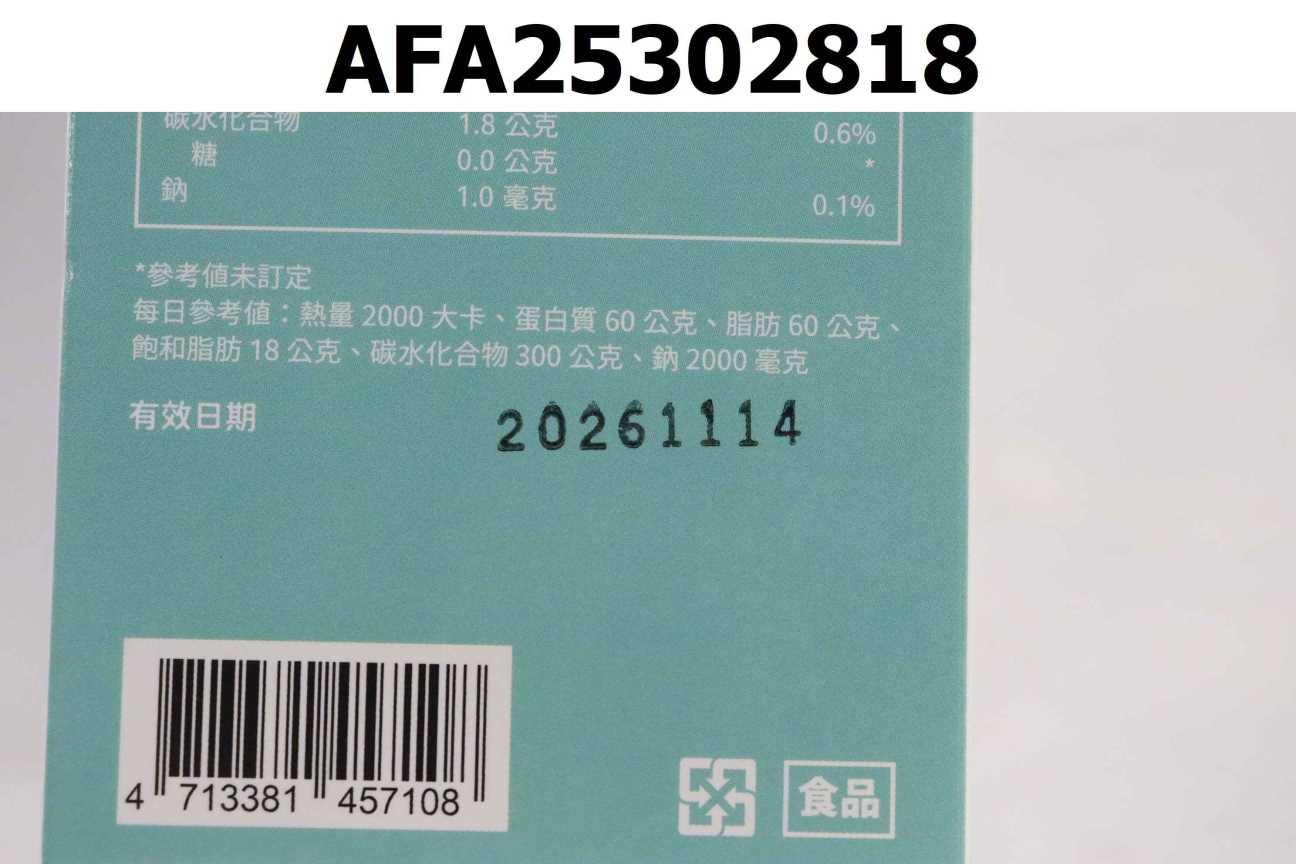 AFA25302818
碳水化合物 1.8 公克 0.6%
糖 0.0 公克 *
鈉 1.0 毫克 0.1%
*參考值未訂定
每日參考值：熱量 2000 大卡、蛋白質 60 公克、脂肪 60 公克、
飽和脂肪 18 公克、碳水化合物 300 公克、鈉 2000 毫克
有效日期 20261114
4 713381 457108
食品